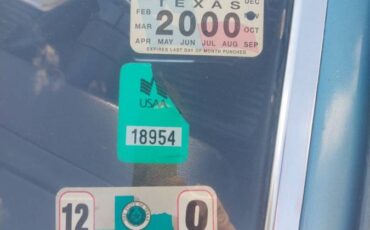 TEXAS
DEC
FEB
NOV
MAR
2000
OCT
APR MAY JUN JUL AUG SEP
EXPIRES LAST DAY OF MONTH PUNCHED
USAA
18954
12
0